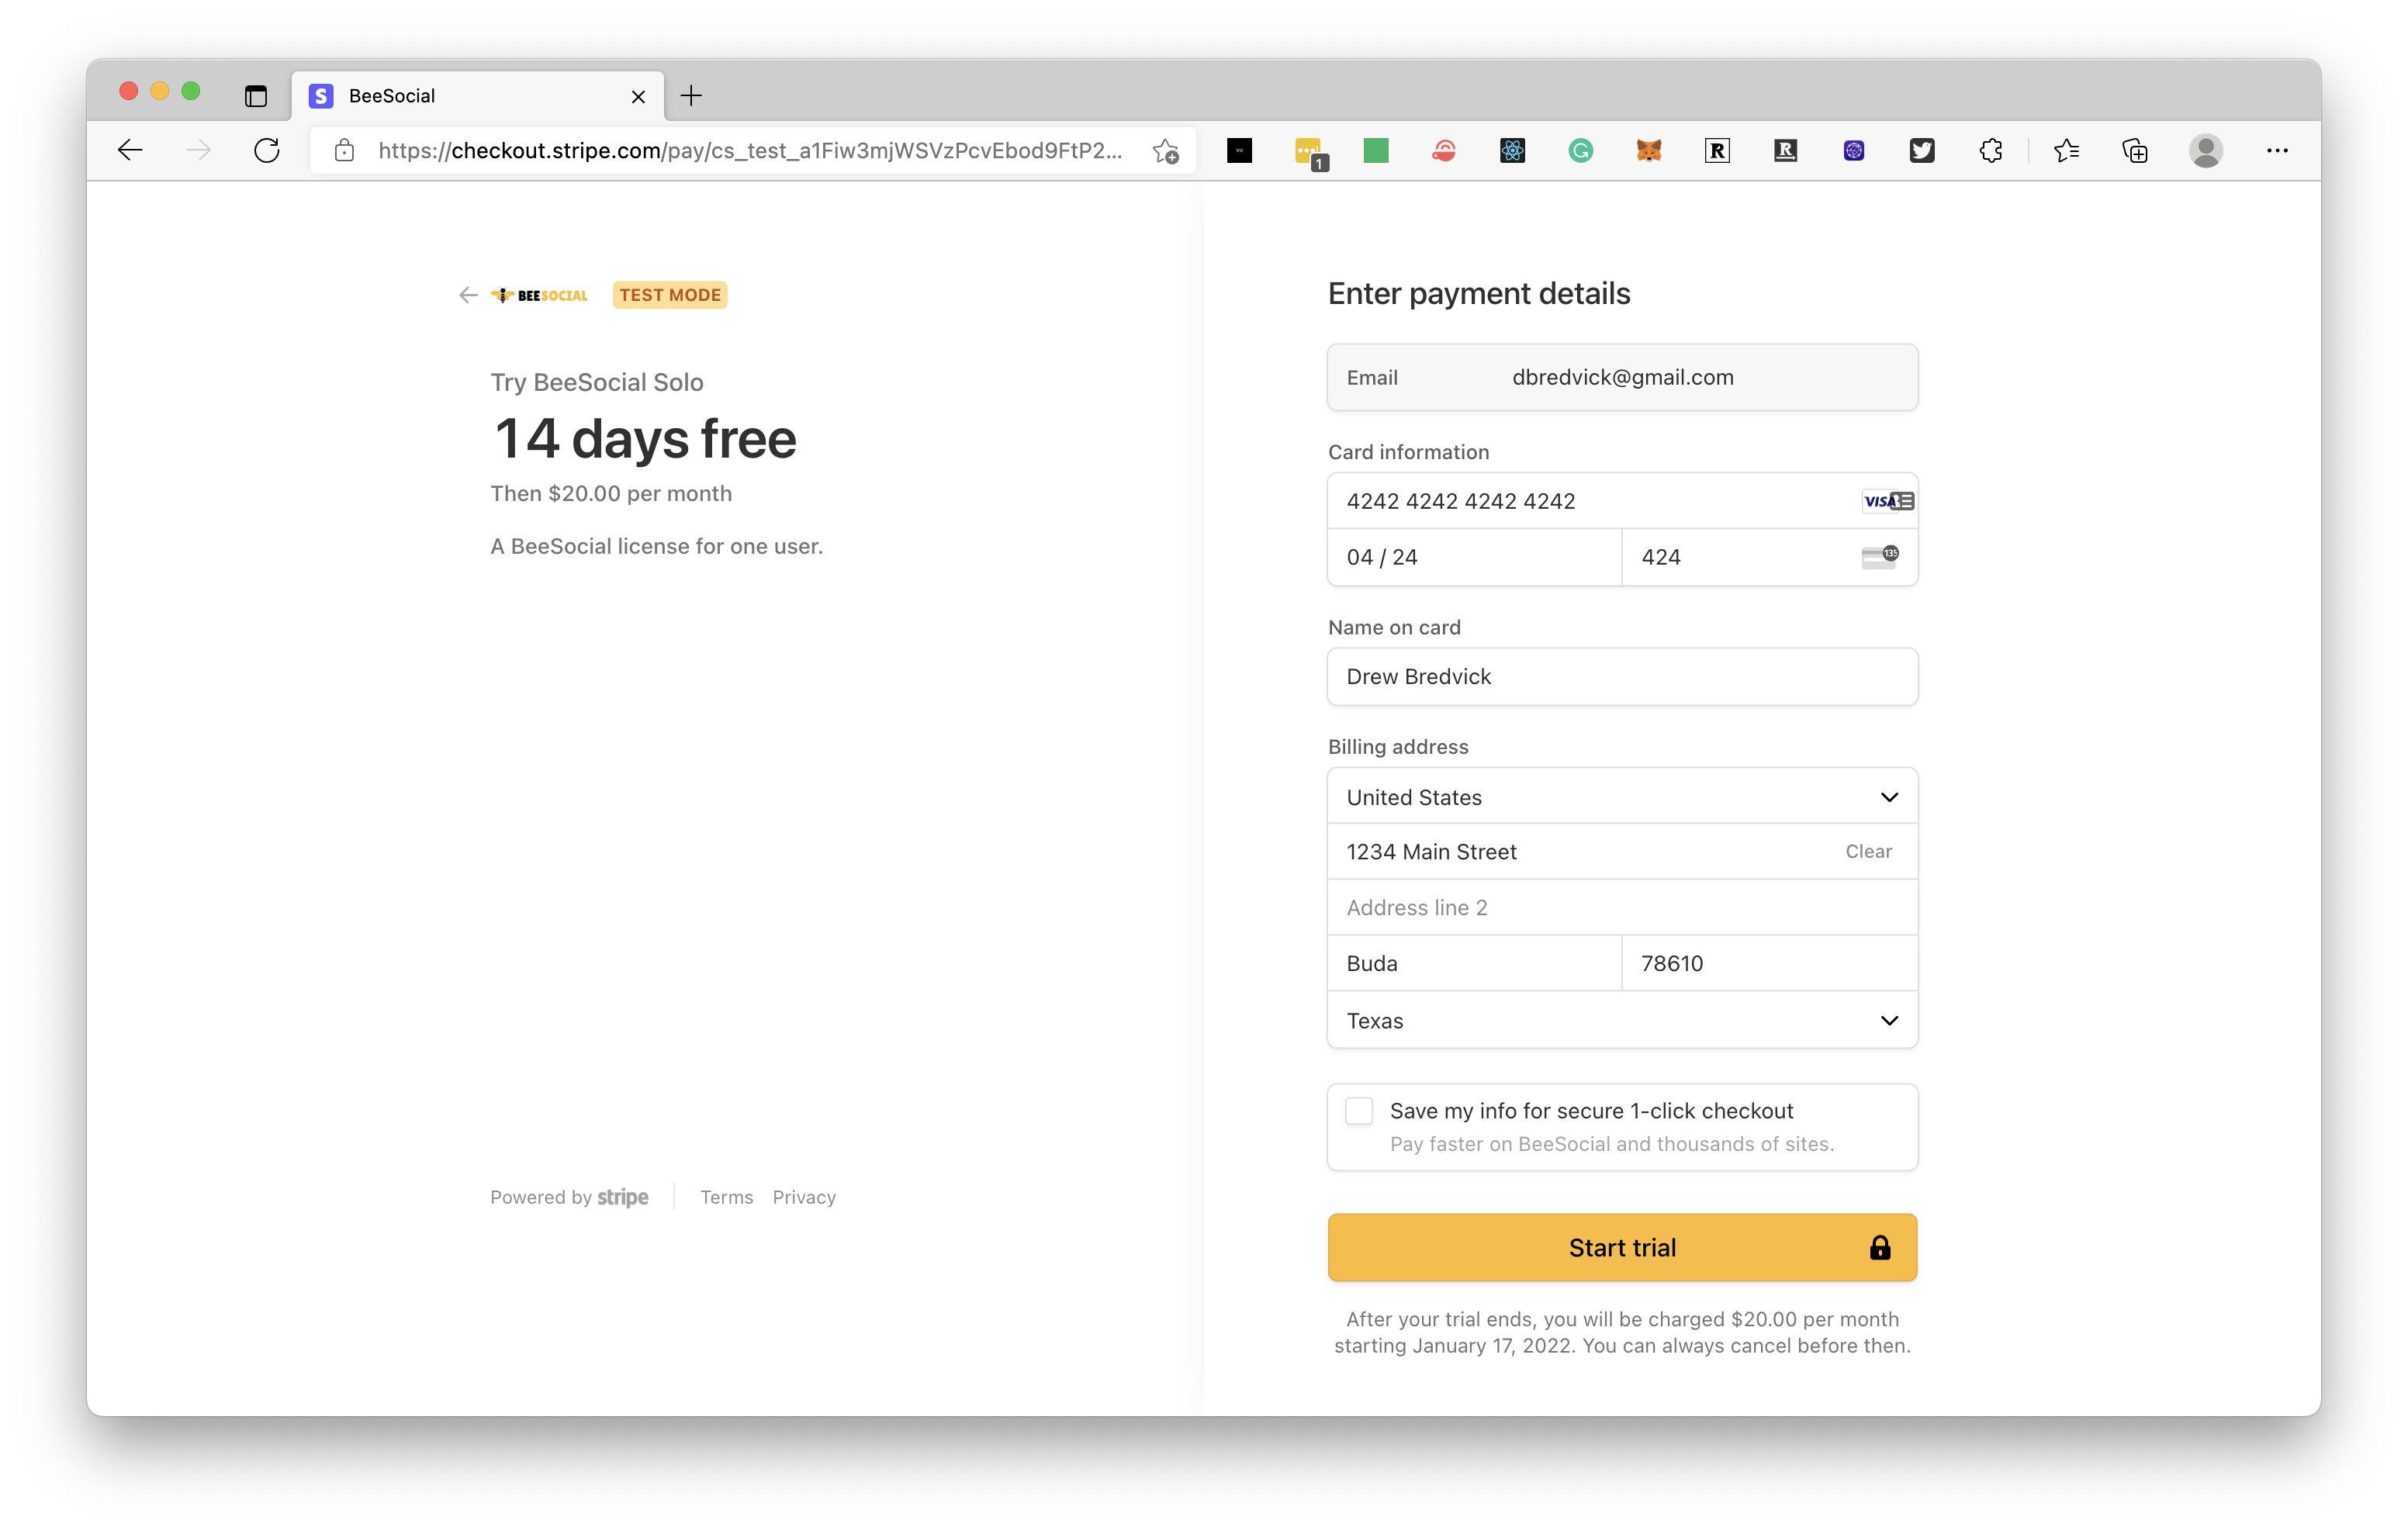 BeeSocial
https://checkout.stripe.com/pay/cs_test_a1Fiw3mjWSVzPcvEbod9FtP2...
1
BEESOCIAL
TEST MODE
Try BeeSocial Solo
14 days free
Then $20.00 per month
A BeeSocial license for one user.
Powered by stripe
Terms
Privacy
Enter payment details
Email
dbredvick@gmail.com
Card information
4242 4242 4242 4242
VISA
04 / 24
424
135
Name on card
Drew Bredvick
Billing address
United States
1234 Main Street
Clear
Address line 2
Buda
78610
Texas
Save my info for secure 1-click checkout
Pay faster on BeeSocial and thousands of sites.
Start trial
After your trial ends, you will be charged $20.00 per month
starting January 17, 2022. You can always cancel before then.